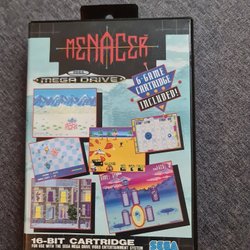 MENACER
SEGA
MEGA DRIVE
6-GAME
CARTRIDGE
INCLUDED!
16-BIT CARTRIDGE
FOR USE WITH THE SEGA MEGA DRIVE VIDEO ENTERTAINMENT SYSTEM
SEGA